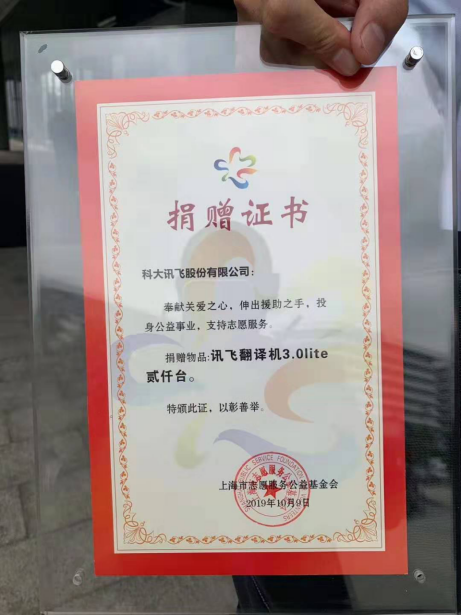 捐赠证书
科大讯飞股份有限公司：
奉献关爱之心，伸出援助之手，投
身公益事业，支持志愿服务。
捐赠物品：讯飞翻译机3.0lite
贰仟台。
特颁此证，以彰善举。
上海市志愿服务公益基金会
2019年10月9日